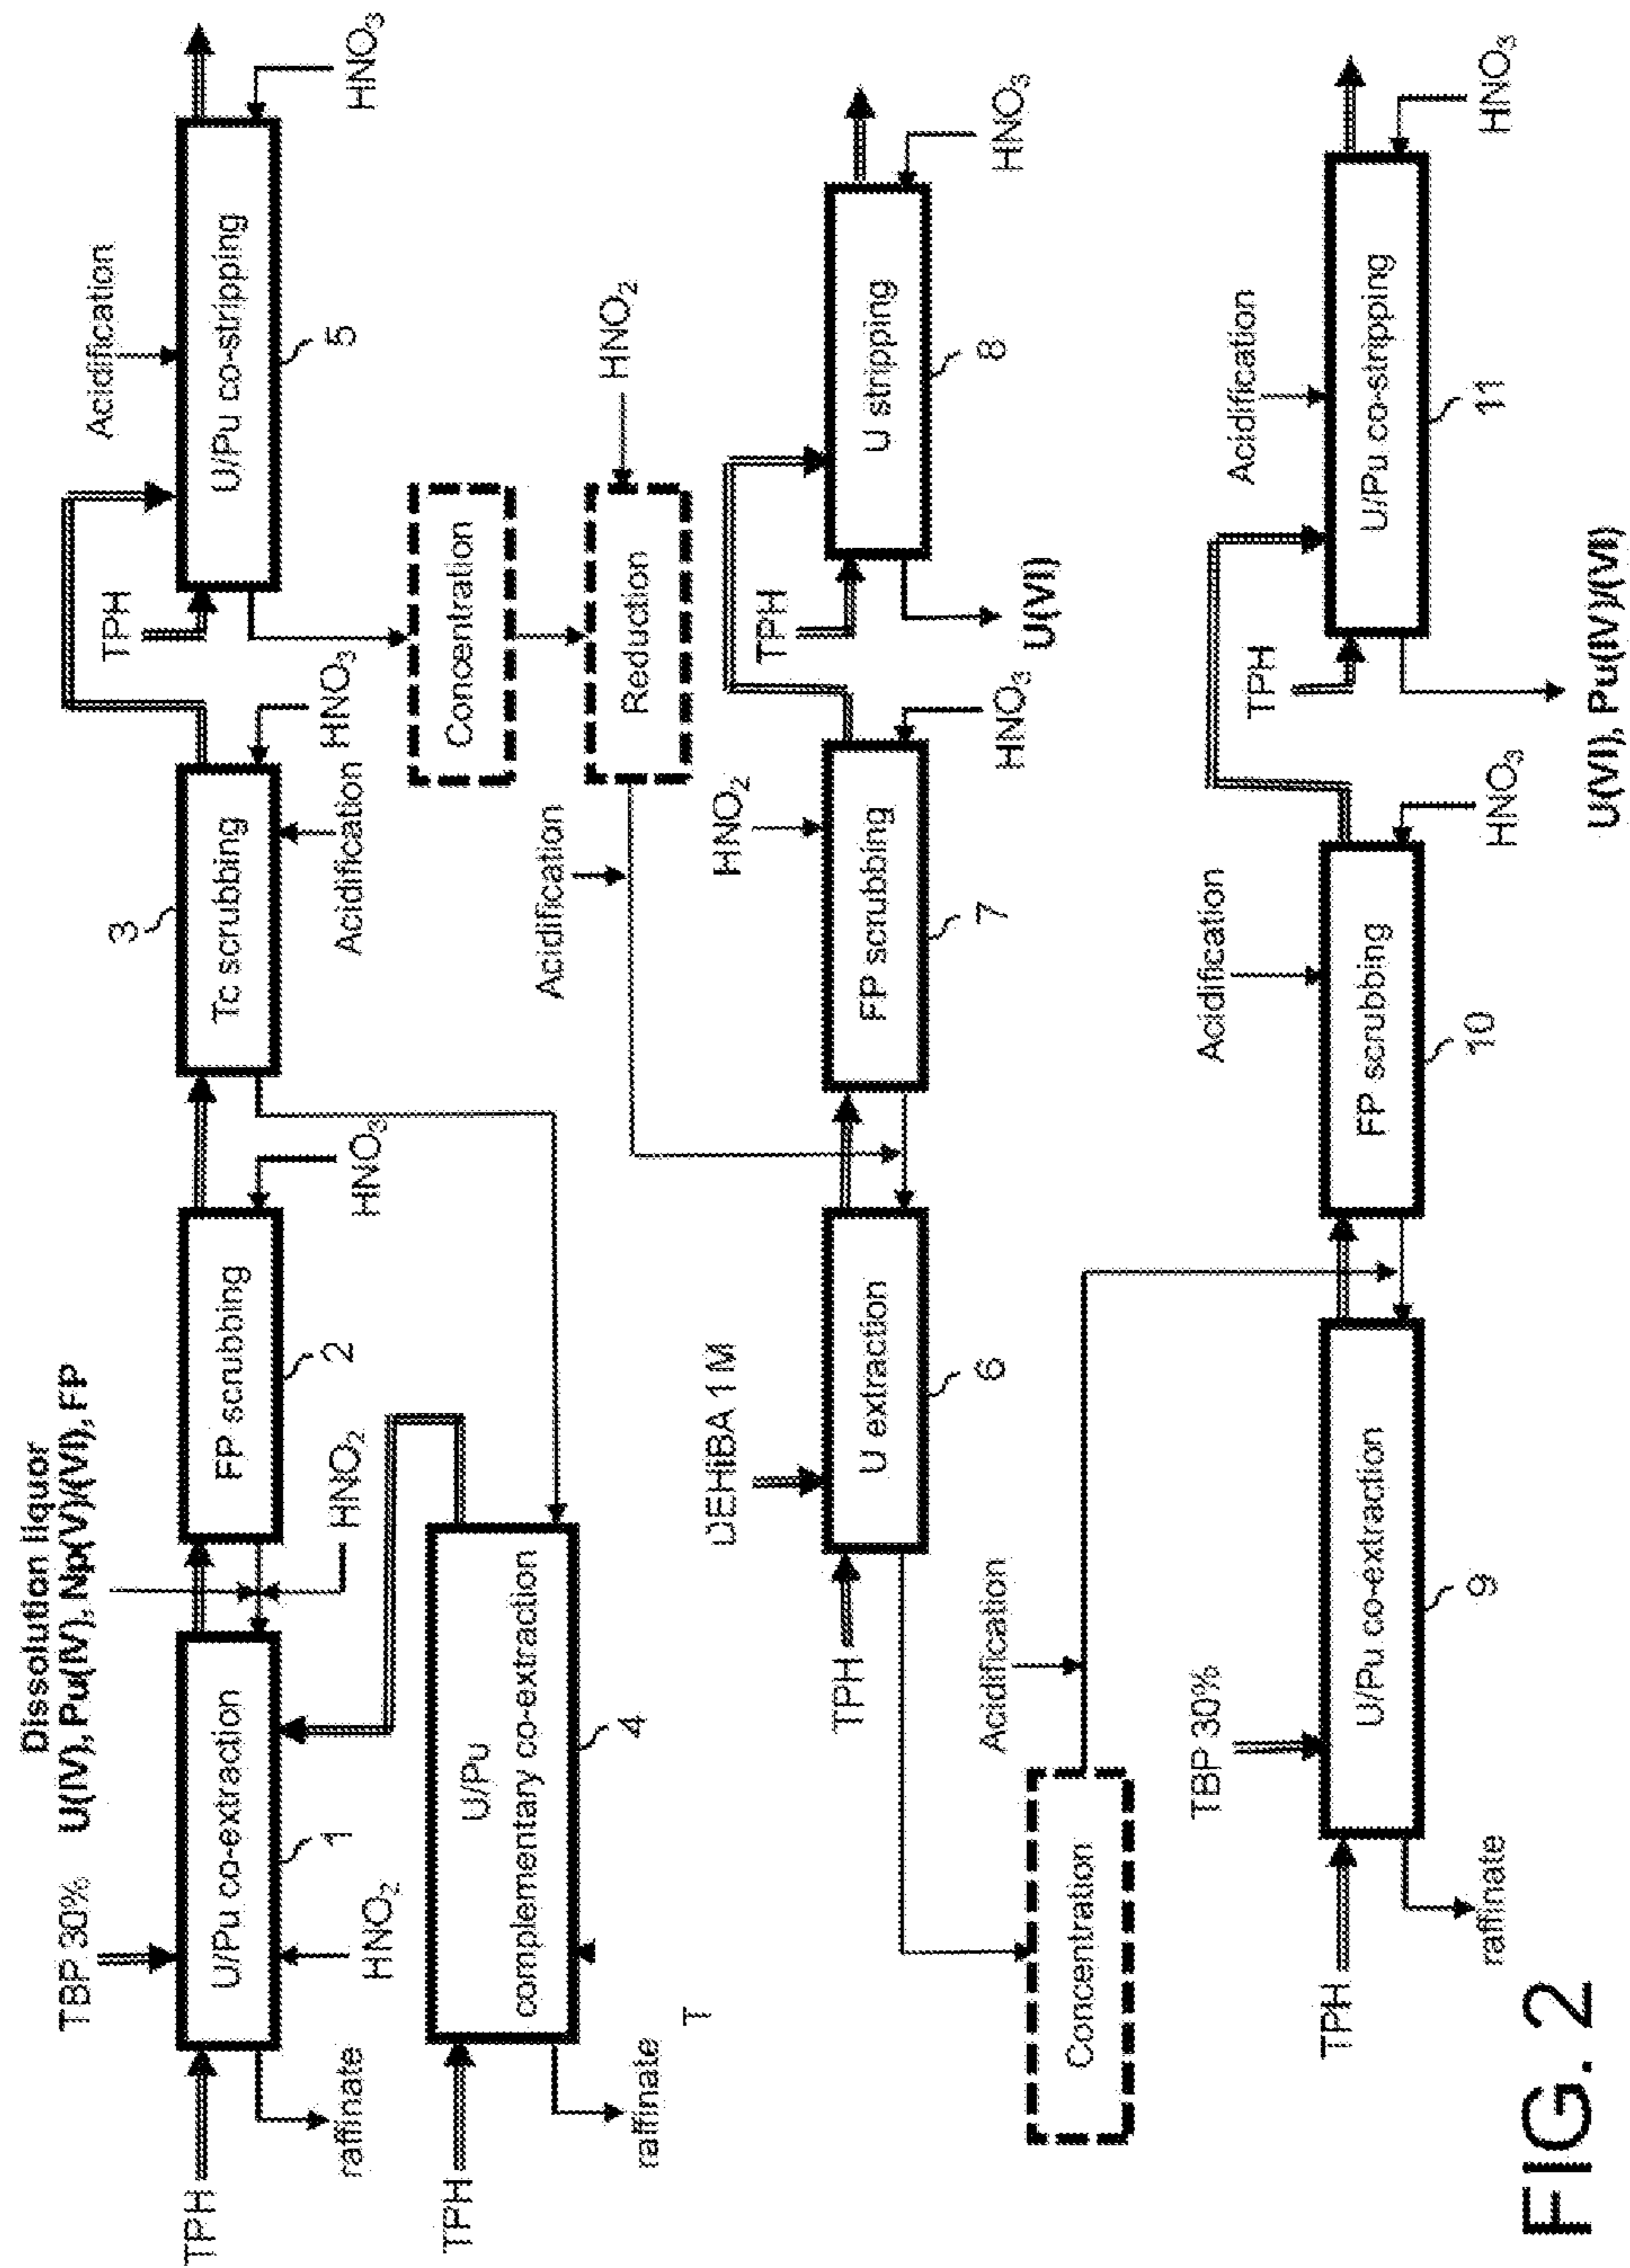 Dissolution liquor
U(IV), Pu(IV), Np(V)/(VI), FP
TBP 30%
TPH
U/Pu co-extraction
1
HNO2
raffinate
HNO2
FP scrubbing
2
HNO3
Tc scrubbing
3
Acidification
HNO3
TPH
Acidification
U/Pu co-stripping
5
HNO3
TPH
U/Pu
complementary co-extraction
4
raffinate
T
Concentration
Reduction
HNO2
Acidification
DEHiBA 1 M
TPH
U extraction
6
HNO2
FP scrubbing
7
HNO3
TPH
U stripping
8
HNO3
U(VI)
Concentration
Acidification
TBP 30%
TPH
U/Pu co-extraction
9
raffinate
Acidification
FP scrubbing
10
HNO3
TPH
Acidification
U/Pu co-stripping
11
HNO3
U(VI), Pu(IV)/(VI)
FIG. 2